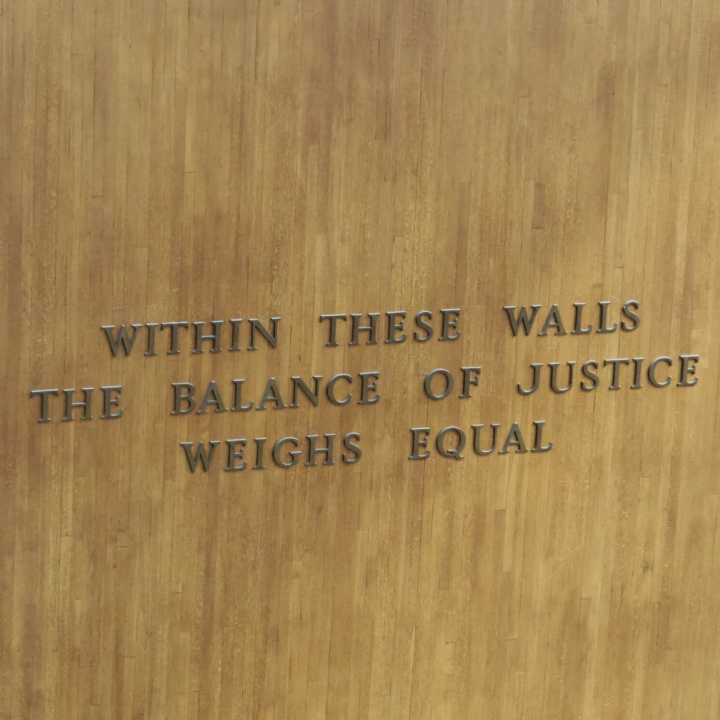 WITHIN THESE WALLS
THE BALANCE OF JUSTICE
WEIGHS EQUAL